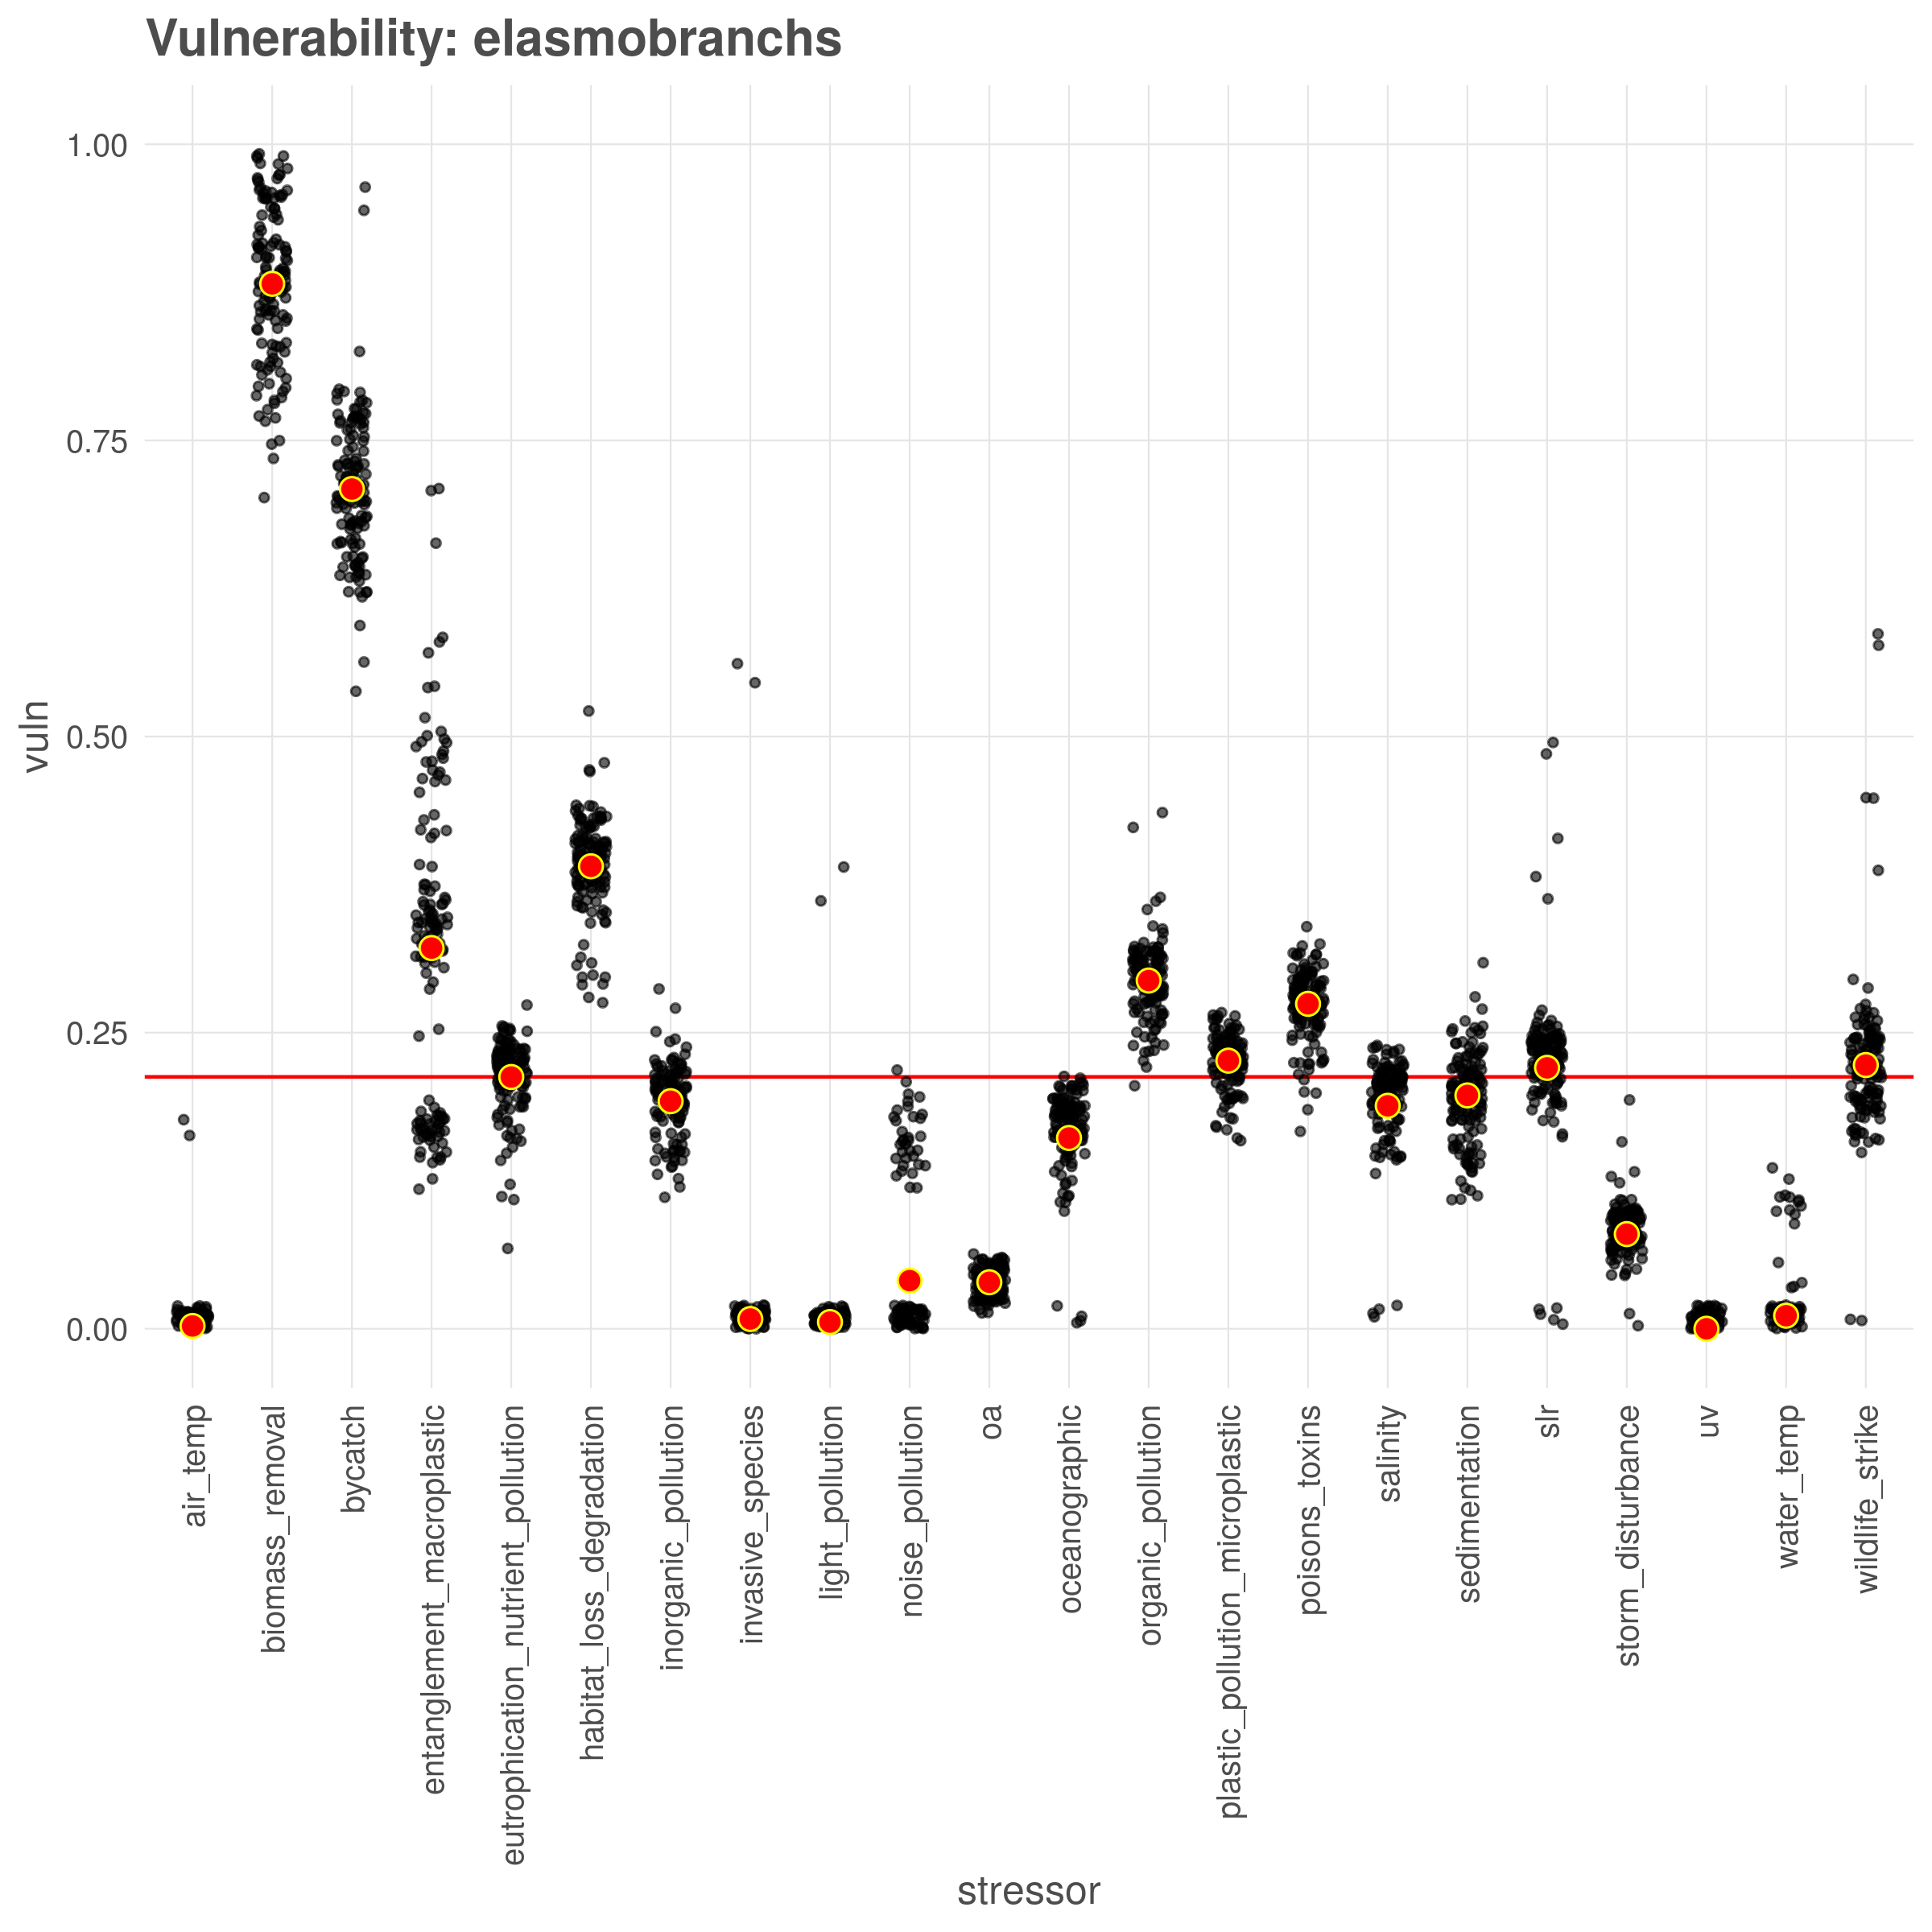 Vulnerability: elasmobranchs
vuln
1.00
0.75
0.50
0.25
0.00
air_temp
biomass_removal
bycatch
entanglement_macroplastic
eutrophication_nutrient_pollution
habitat_loss_degradation
inorganic_pollution
invasive_species
light_pollution
noise_pollution
oa
oceanographic
organic_pollution
plastic_pollution_microplastic
poisons_toxins
salinity
sedimentation
slr
storm_disturbance
uv
water_temp
wildlife_strike
stressor